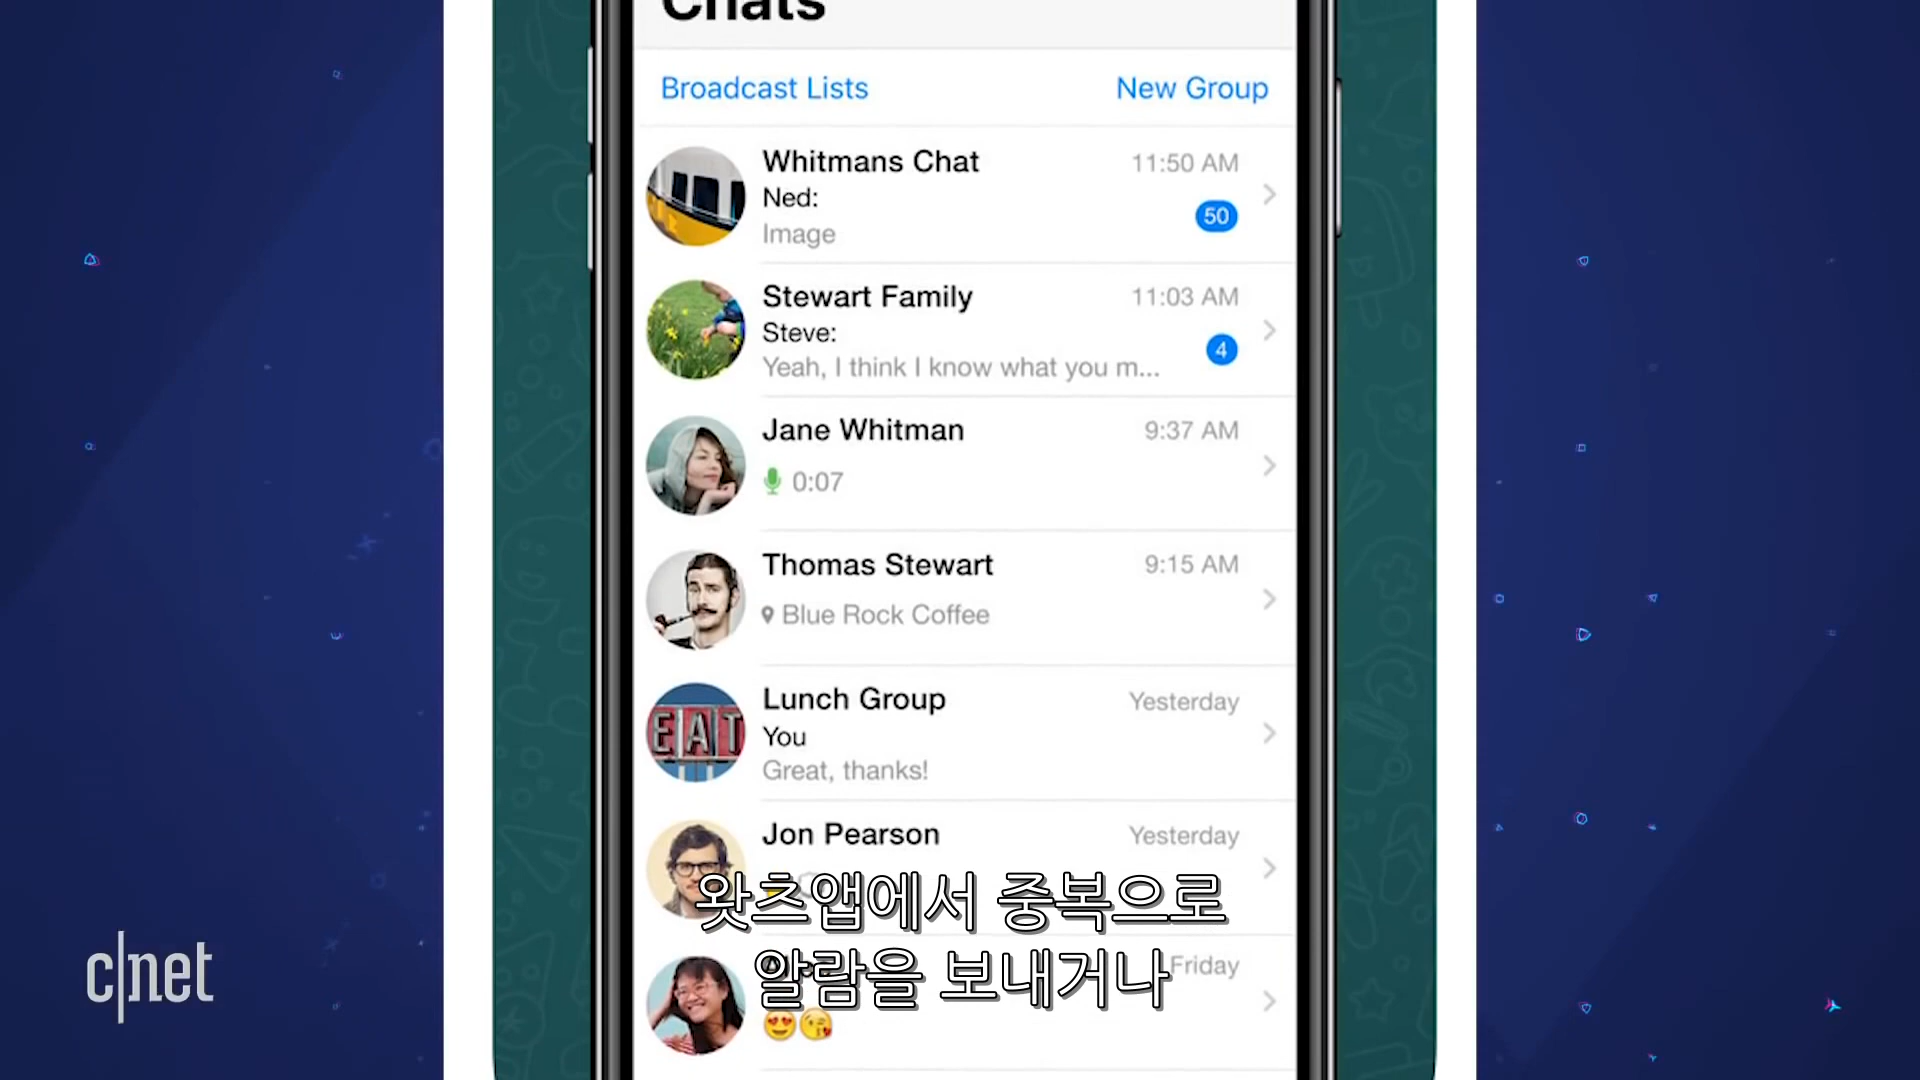 Chats
Broadcast Lists
New Group
Whitmans Chat
11:50 AM
Ned:
50
Image
Stewart Family
11:03 AM
Steve:
4
Yeah, I think I know what you m...
Jane Whitman
9:37 AM
0:07
Thomas Stewart
9:15 AM
Blue Rock Coffee
Lunch Group
Yesterday
EAT
You
Great, thanks!
Jon Pearson
Yesterday
왓츠앱에서 중복으로
알람을 보내거나
Friday
c|net